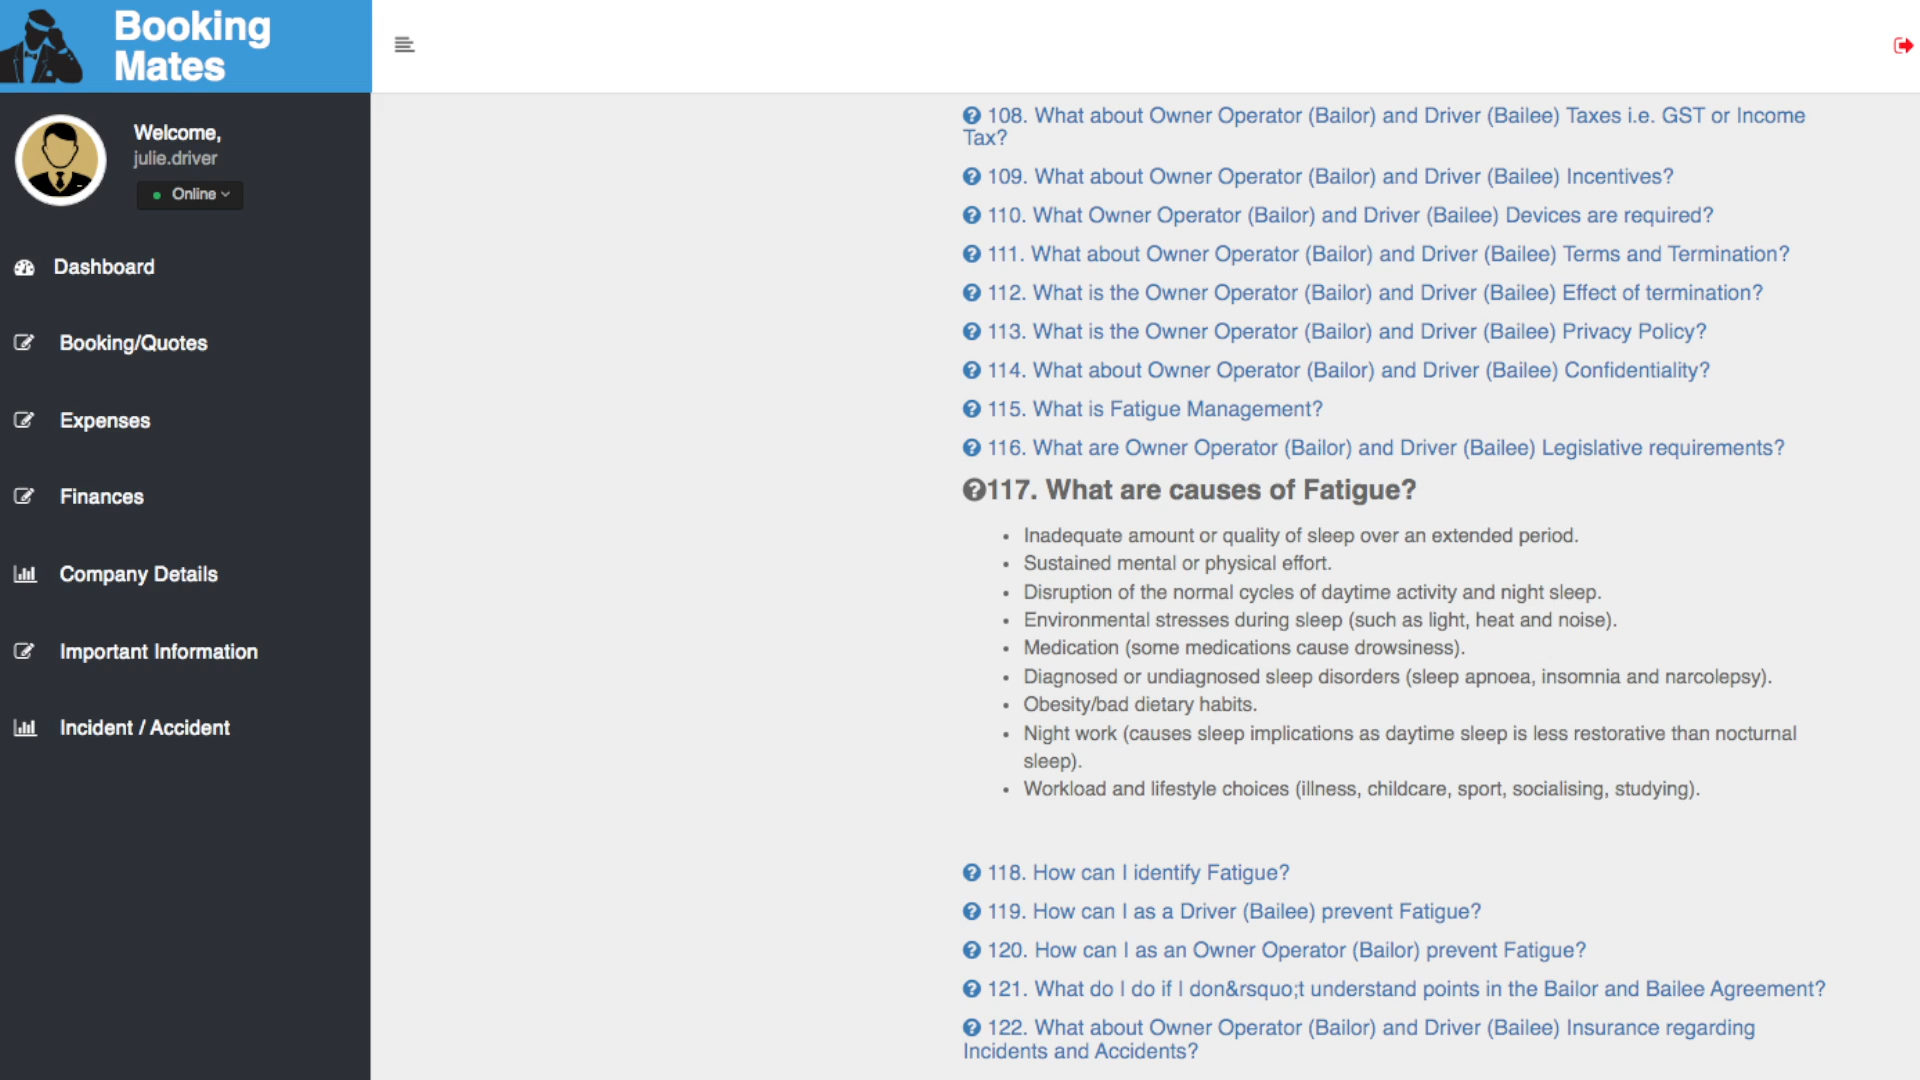 Booking
Mates
Welcome,
julie.driver
Online
Dashboard
Booking/Quotes
Expenses
Finances
Company Details
Important Information
Incident / Accident
108. What about Owner Operator (Bailor) and Driver (Bailee) Taxes i.e. GST or Income
Tax?
109. What about Owner Operator (Bailor) and Driver (Bailee) Incentives?
110. What Owner Operator (Bailor) and Driver (Bailee) Devices are required?
111. What about Owner Operator (Bailor) and Driver (Bailee) Terms and Termination?
112. What is the Owner Operator (Bailor) and Driver (Bailee) Effect of termination?
113. What is the Owner Operator (Bailor) and Driver (Bailee) Privacy Policy?
114. What about Owner Operator (Bailor) and Driver (Bailee) Confidentiality?
115. What is Fatigue Management?
116. What are Owner Operator (Bailor) and Driver (Bailee) Legislative requirements?
117. What are causes of Fatigue?
• Inadequate amount or quality of sleep over an extended period.
• Sustained mental or physical effort.
• Disruption of the normal cycles of daytime activity and night sleep.
• Environmental stresses during sleep (such as light, heat and noise).
• Medication (some medications cause drowsiness).
• Diagnosed or undiagnosed sleep disorders (sleep apnoea, insomnia and narcolepsy).
• Obesity/bad dietary habits.
• Night work (causes sleep implications as daytime sleep is less restorative than nocturnal
sleep).
• Workload and lifestyle choices (illness, childcare, sport, socialising, studying).
118. How can I identify Fatigue?
119. How can I as a Driver (Bailee) prevent Fatigue?
120. How can I as an Owner Operator (Bailor) prevent Fatigue?
121. What do I do if I don&rsquo;t understand points in the Bailor and Bailee Agreement?
122. What about Owner Operator (Bailor) and Driver (Bailee) Insurance regarding
Incidents and Accidents?